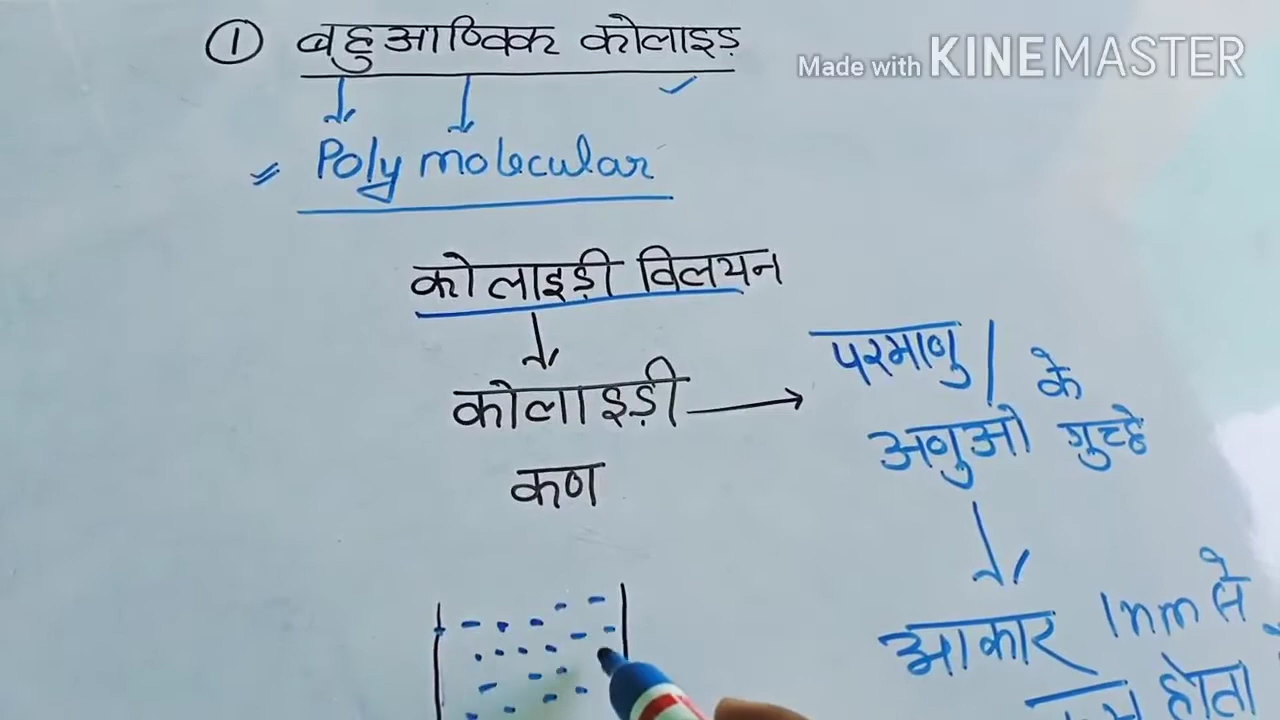 ① बहुआण्विक कोलाइड़
Made with KINEMASTER
Poly molecular
कोलाइड़ी विलयन
कोलाइड़ी
कण
परमाणु / के
अणुओ गुच्छे
आकार 1nm से
होता